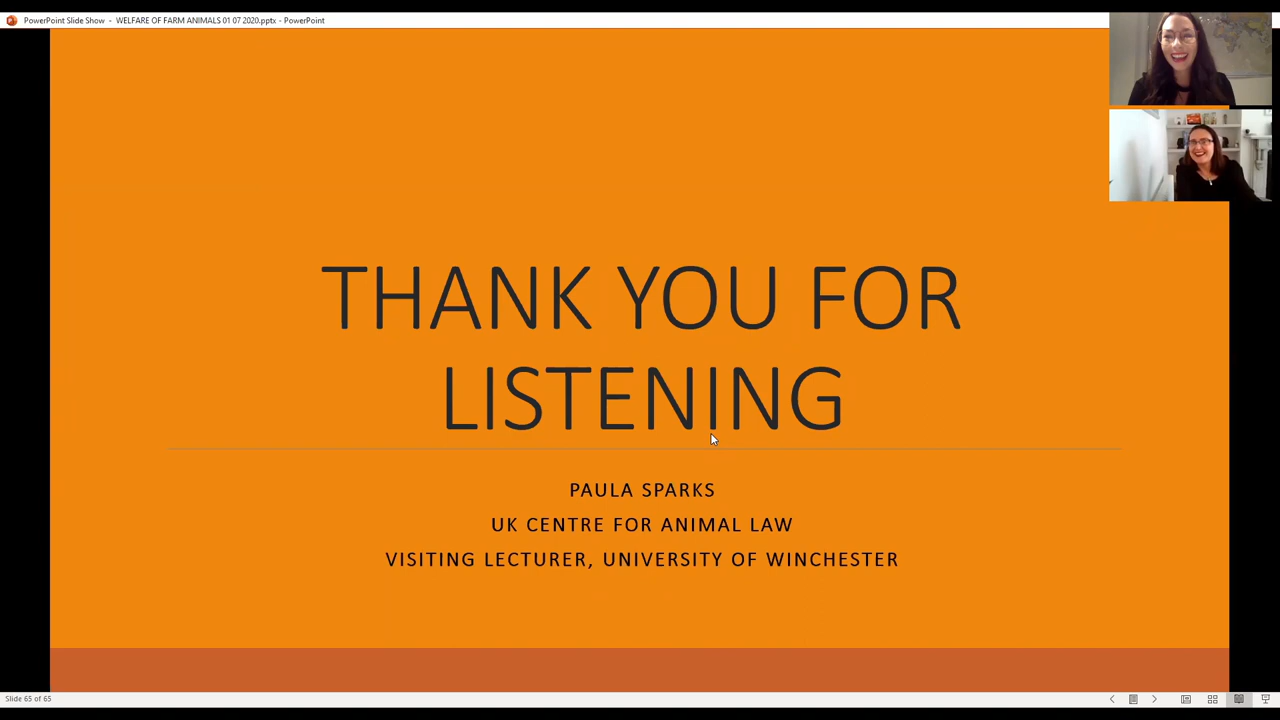 PowerPoint Slide Show - WELFARE OF FARM ANIMALS 01 07 2020.pptx - PowerPoint
THANK YOU FOR
LISTENING
PAULA SPARKS
UK CENTRE FOR ANIMAL LAW
VISITING LECTURER, UNIVERSITY OF WINCHESTER
Slide 65 of 65